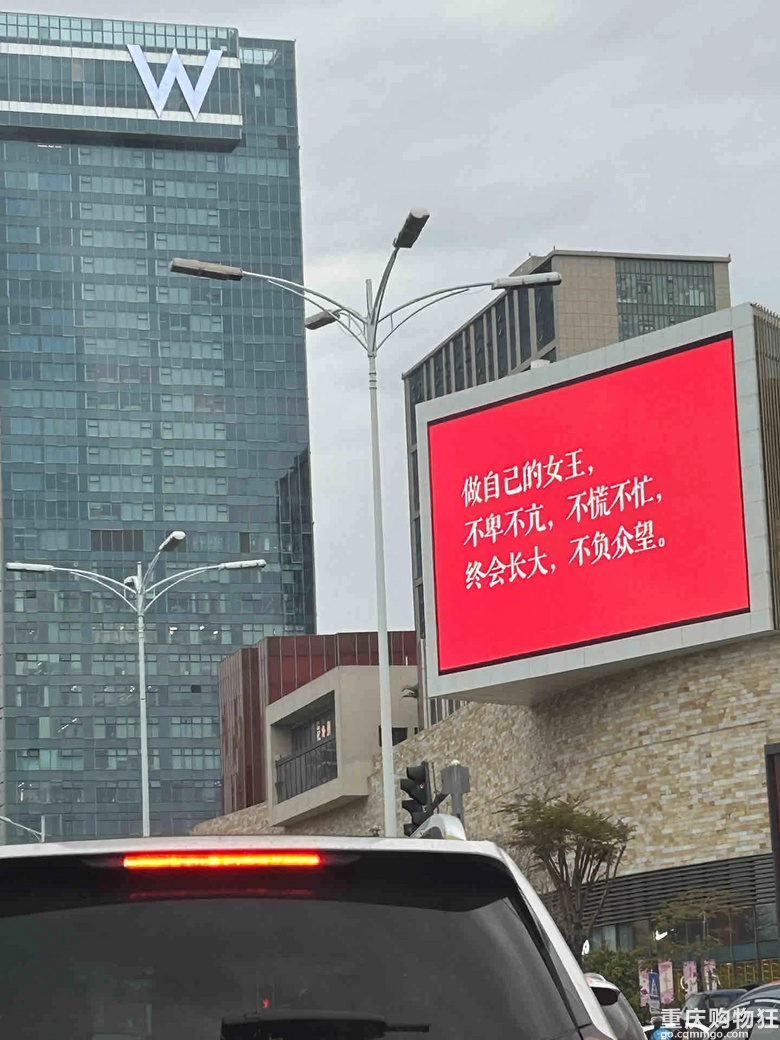 W
做自己的女王，
不卑不亢，不慌不忙，
终会长大，不负众望。
重庆购物狂
go.cqmmgo.com